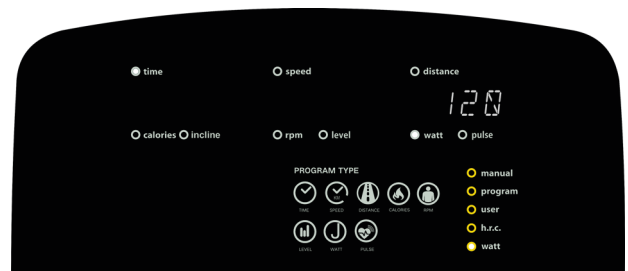 time speed distance
120
calories incline rpm level watt pulse
PROGRAM TYPE
manual
program
user
h.r.c.
watt
TIME SPEED DISTANCE CALORIES RPM
LEVEL WATT PULSE